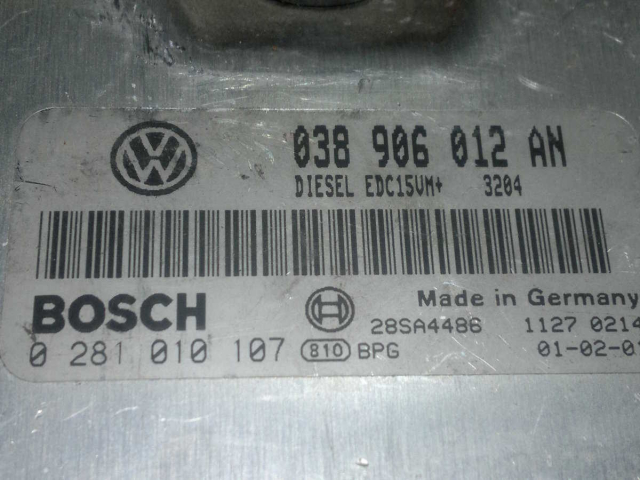 038 906 012 AN
DIESEL EDC15VM+ 3204
BOSCH
Made in Germany
28SA4486 1127 0214
0 281 010 107 810 BPG 01-02-01